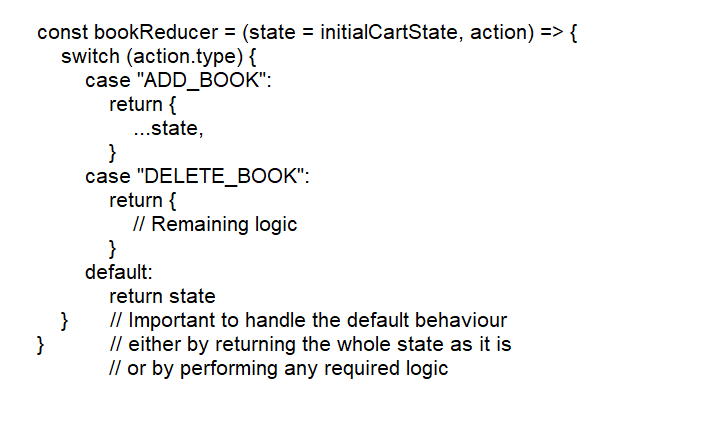 const bookReducer = (state = initialCartState, action) => {
switch (action.type) {
case "ADD_BOOK":
return {
...state,
}
case "DELETE_BOOK":
return {
// Remaining logic
}
default:
return state
} // Important to handle the default behaviour
} // either by returning the whole state as it is
// or by performing any required logic